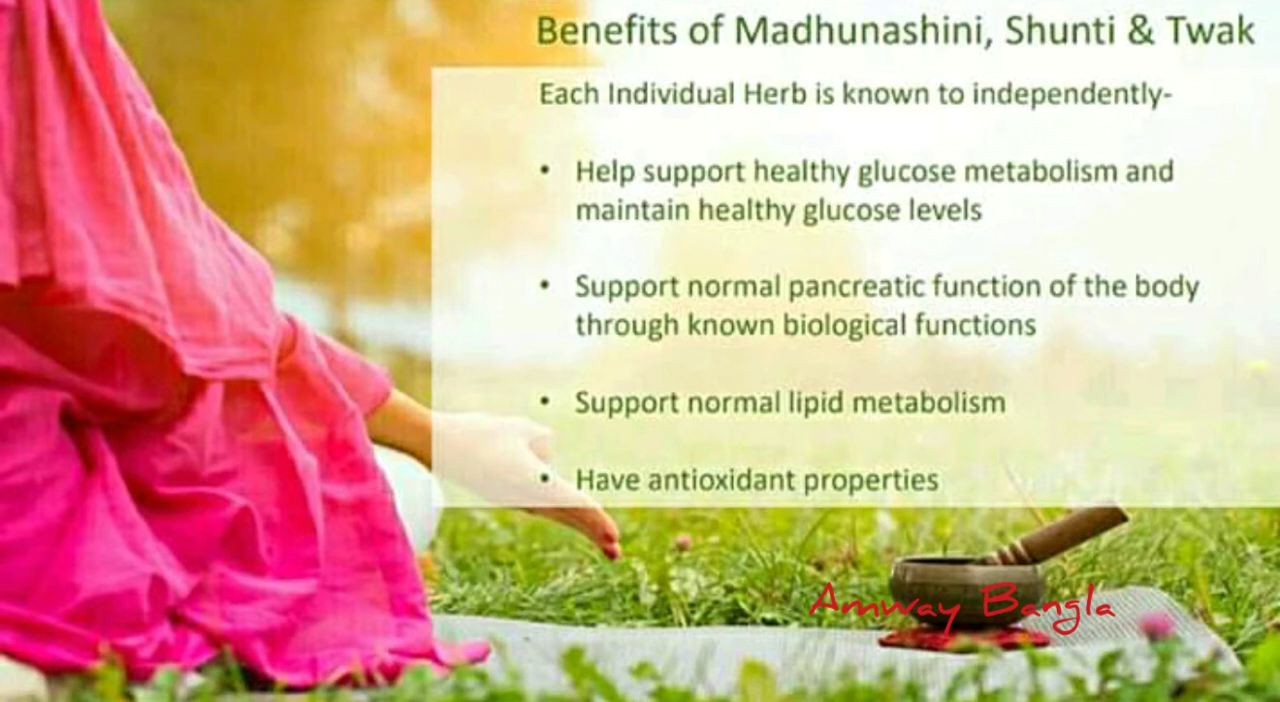 Benefits of Madhunashini, Shunti & Twak
Each Individual Herb is known to independently-
• Help support healthy glucose metabolism and
maintain healthy glucose levels
• Support normal pancreatic function of the body
through known biological functions
• Support normal lipid metabolism
• Have antioxidant properties
Amway Bangla